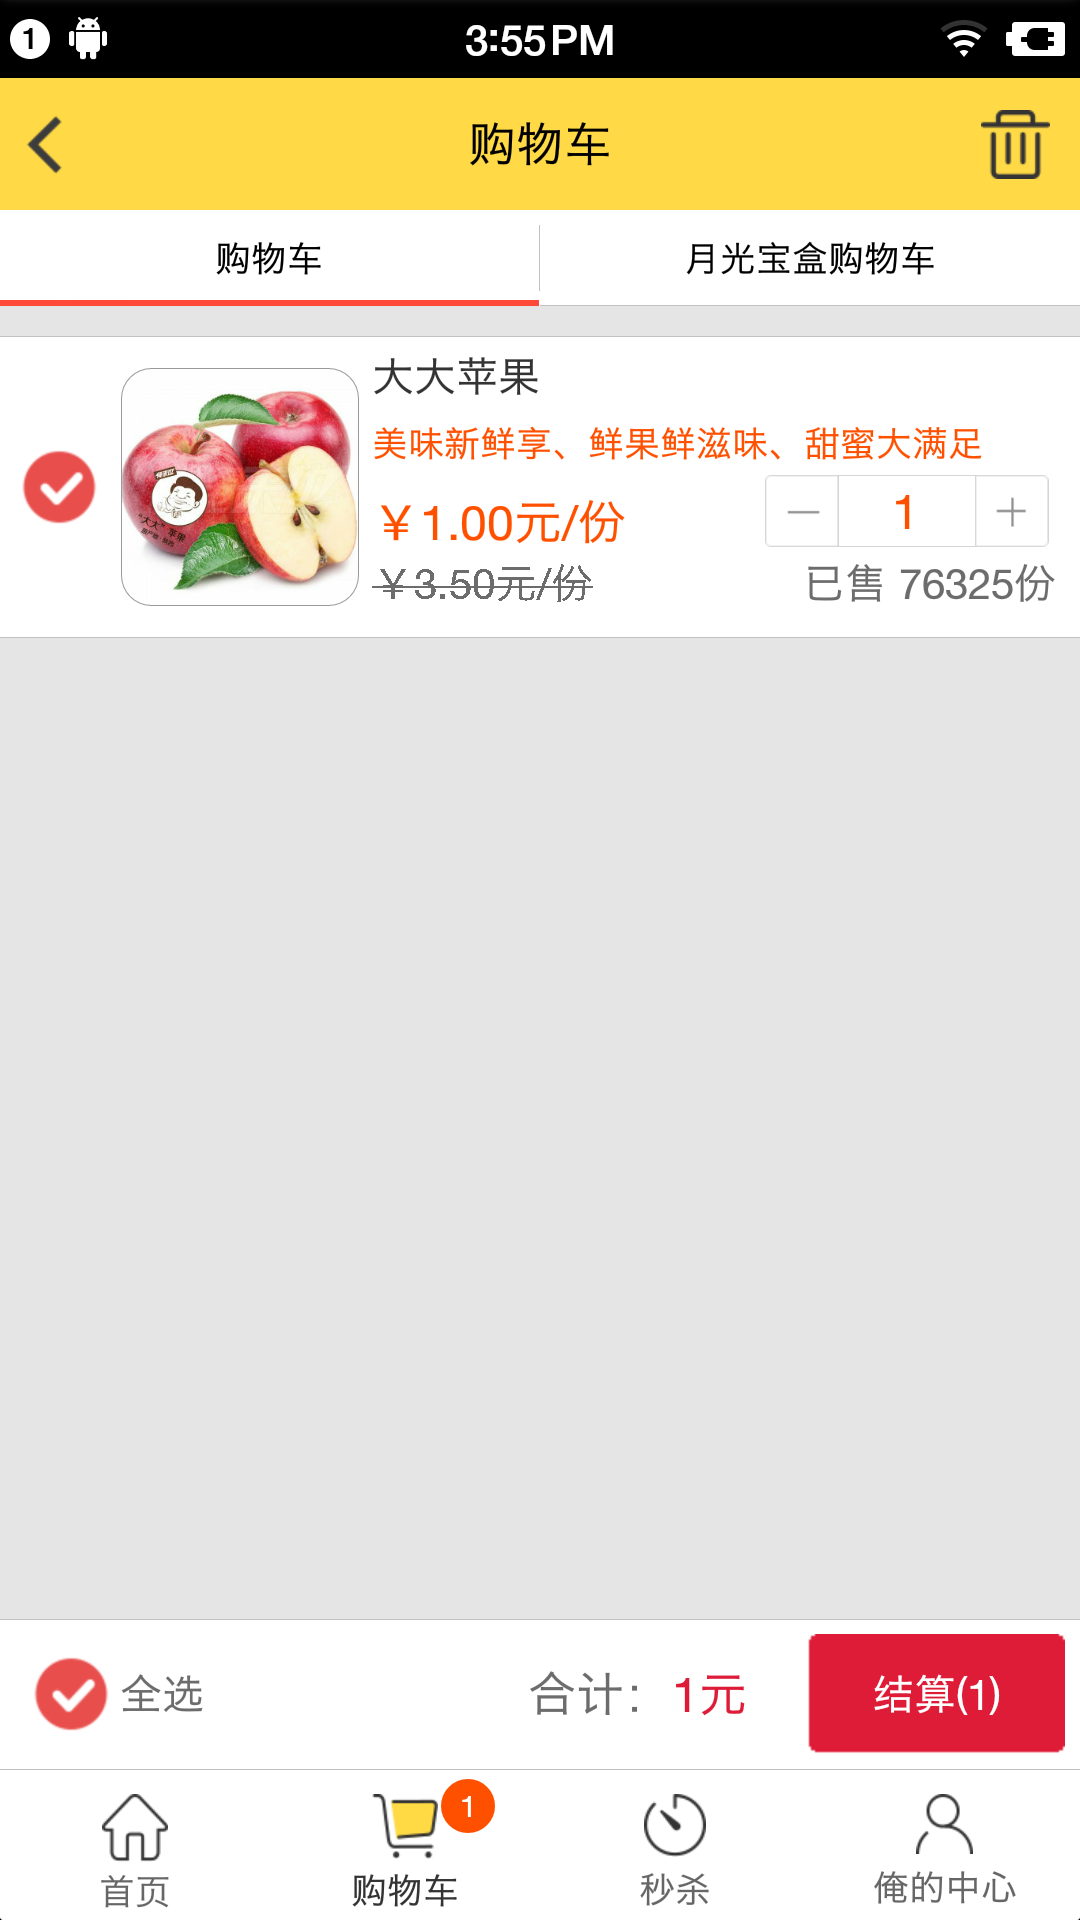 1
3:55 PM
购物车
购物车
月光宝盒购物车
大大苹果
美味新鲜享、鲜果鲜滋味、甜蜜大满足
￥1.00元/份
1
￥3.50元/份
已售 76325份
全选
合计：1元
结算(1)
1
首页
购物车
秒杀
俺的中心